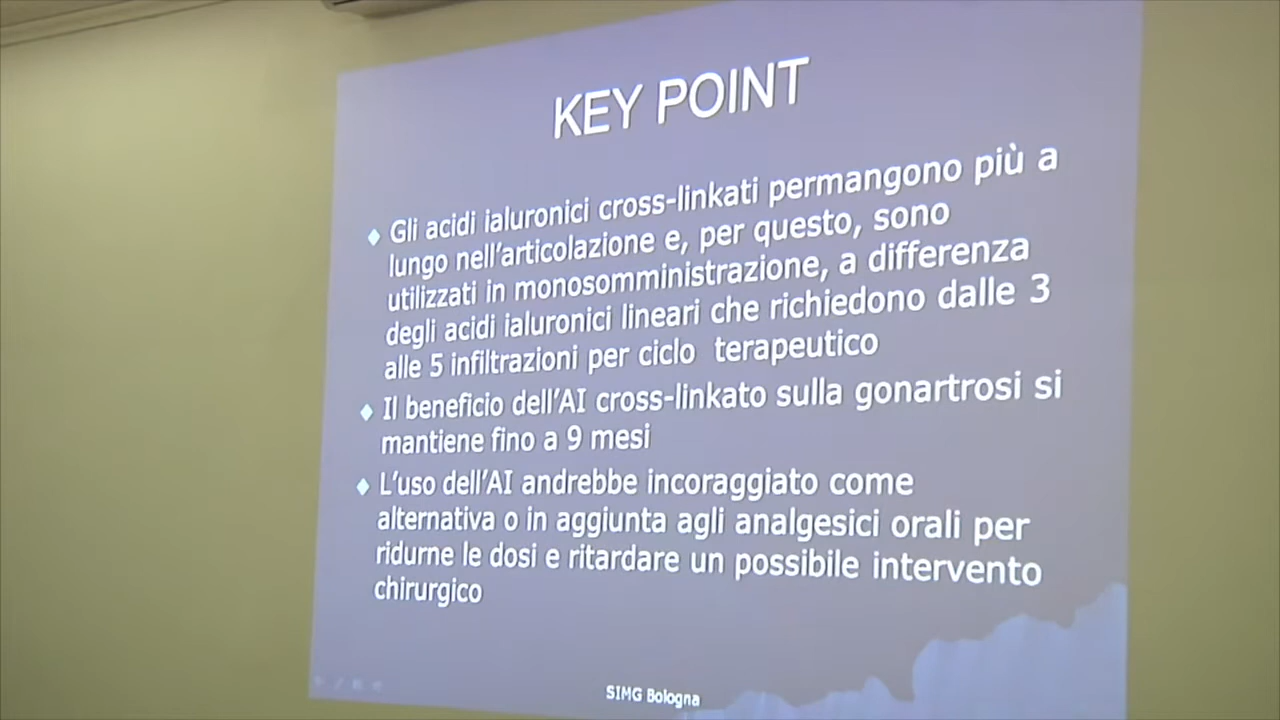 KEY POINT
Gli acidi ialuronici cross-linkati permangono più a
lungo nell'articolazione e, per questo, sono
utilizzati in monosomministrazione, a differenza
degli acidi ialuronici lineari che richiedono dalle 3
alle 5 infiltrazioni per ciclo terapeutico
Il beneficio dell'AI cross-linkato sulla gonartrosi si
mantiene fino a 9 mesi
L'uso dell'AI andrebbe incoraggiato come
alternativa o in aggiunta agli analgesici orali per
ridurne le dosi e ritardare un possibile intervento
chirurgico
SIMG Bologna